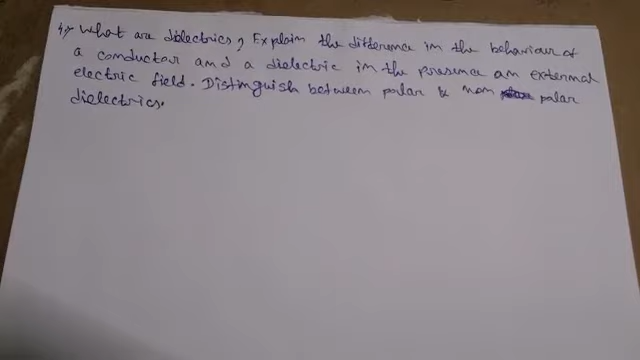 4, What are dielectrics, Explain the difference in the behaviour of
a conductor and a dielectric in the presence an external
electric field. Distinguish between polar & non polar
dielectrics.